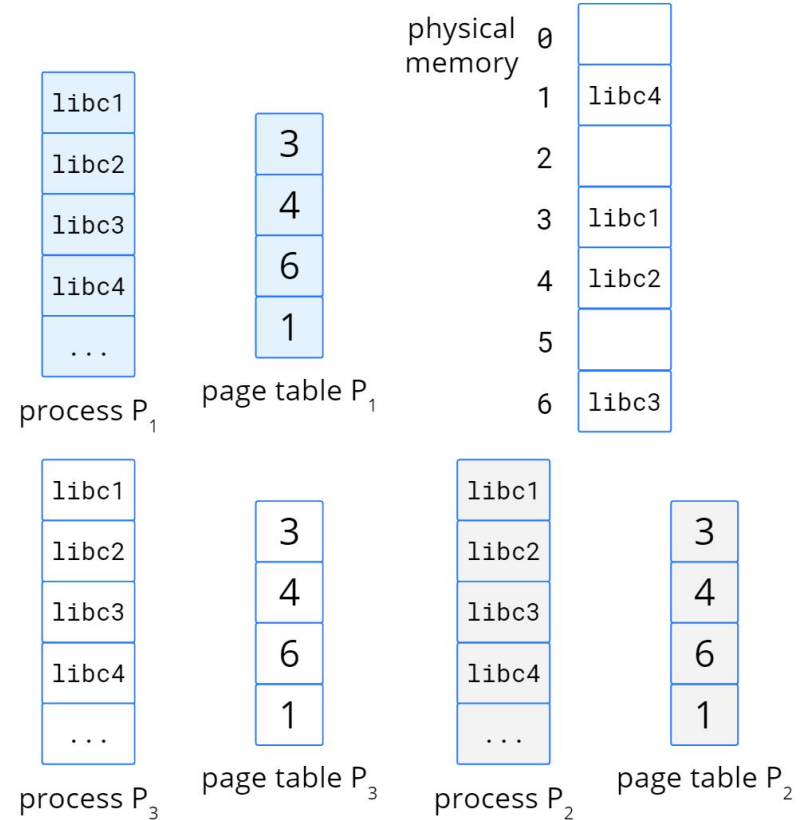 libc1
libc2
libc3
libc4
...
process P1
3
4
6
1
page table P1
physical
memory
0
1
libc4
2
3
libc1
4
libc2
5
6
libc3
libc1
libc2
libc3
libc4
...
process P3
3
4
6
1
page table P3
libc1
libc2
libc3
libc4
...
process P2
3
4
6
1
page table P2